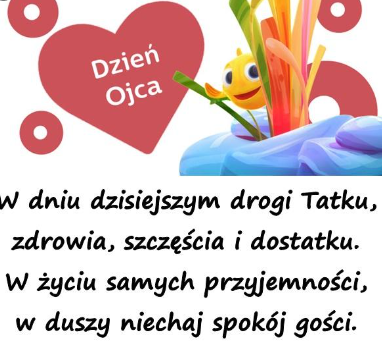 Dzień
Ojca
W dniu dzisiejszym drogi Tatku,
zdrowia, szczęścia i dostatku.
W życiu samych przyjemności,
w duszy niechaj spokój gości.